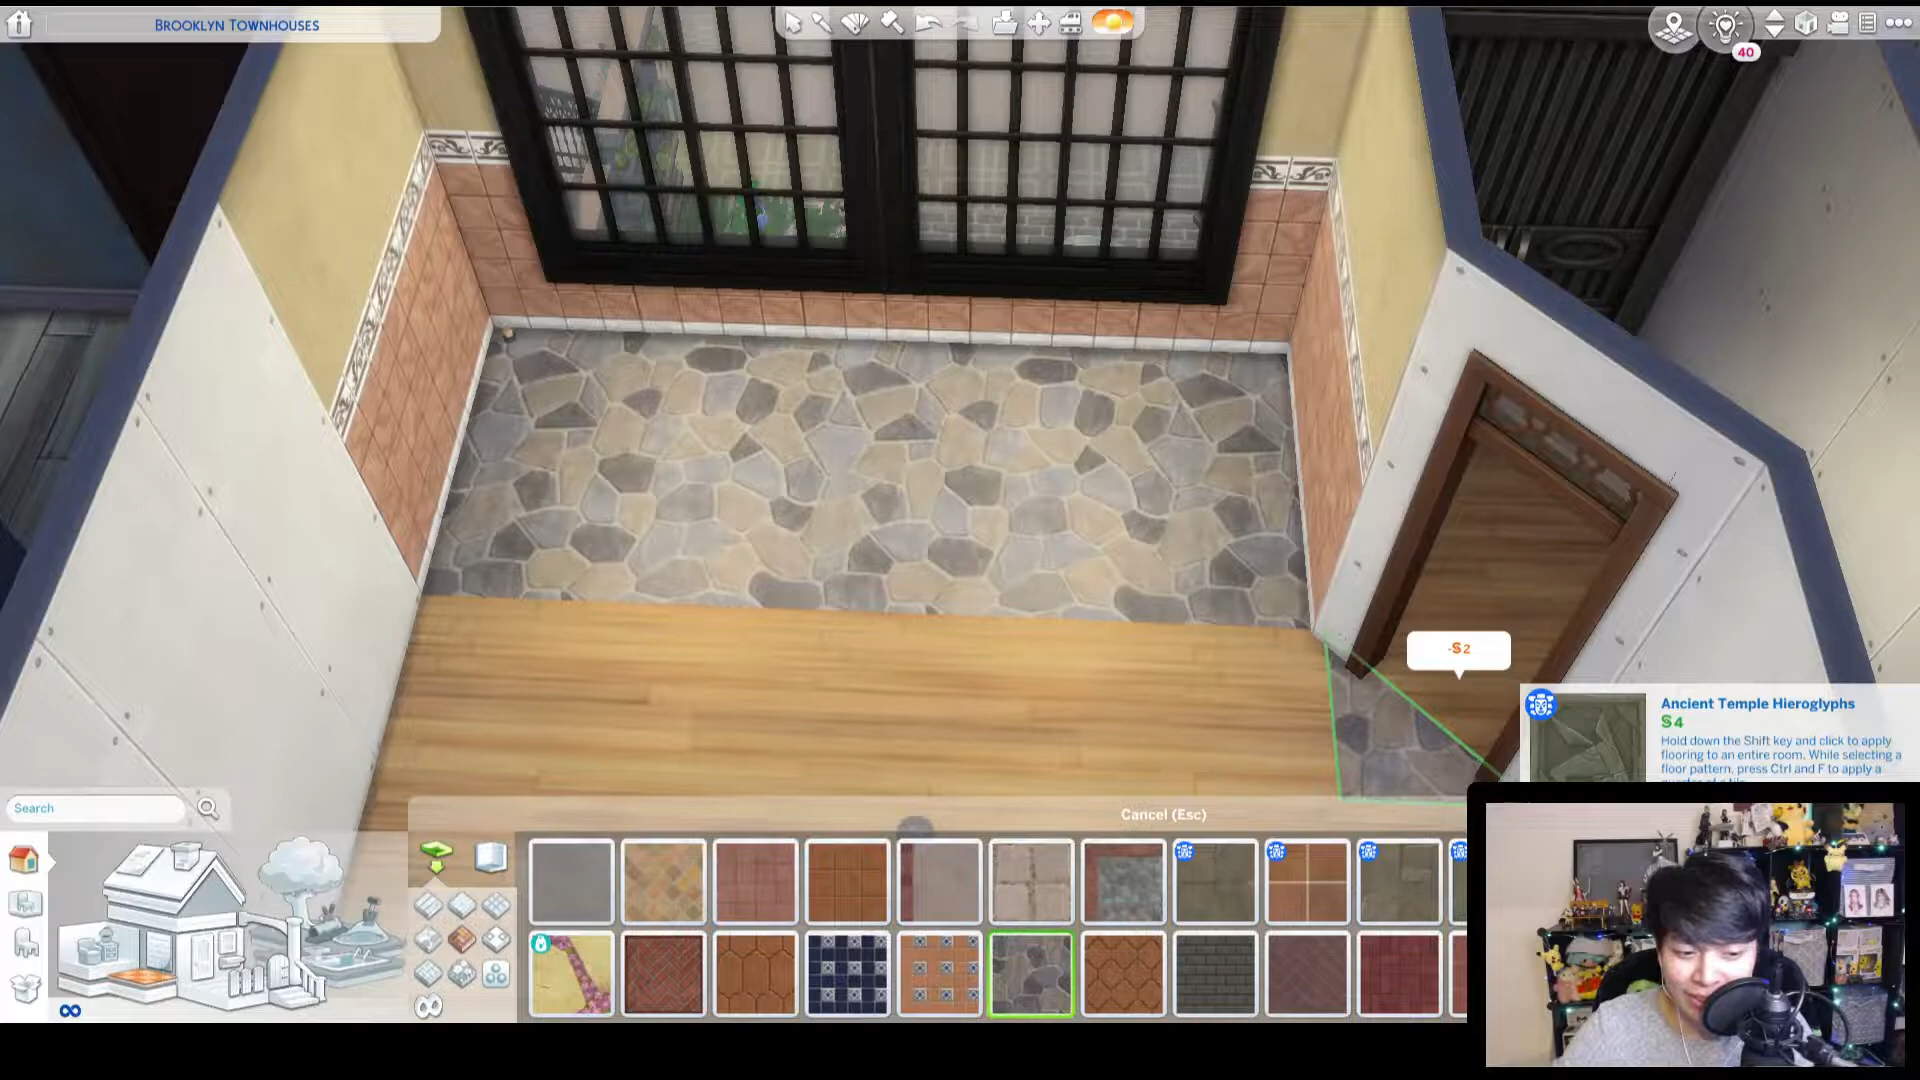 BROOKLYN TOWNHOUSES
40
-§2
Ancient Temple Hieroglyphs
§4
Hold down the Shift key and click to apply
flooring to an entire room. While selecting a
floor pattern, press Ctrl and F to apply a
Search
Cancel (Esc)